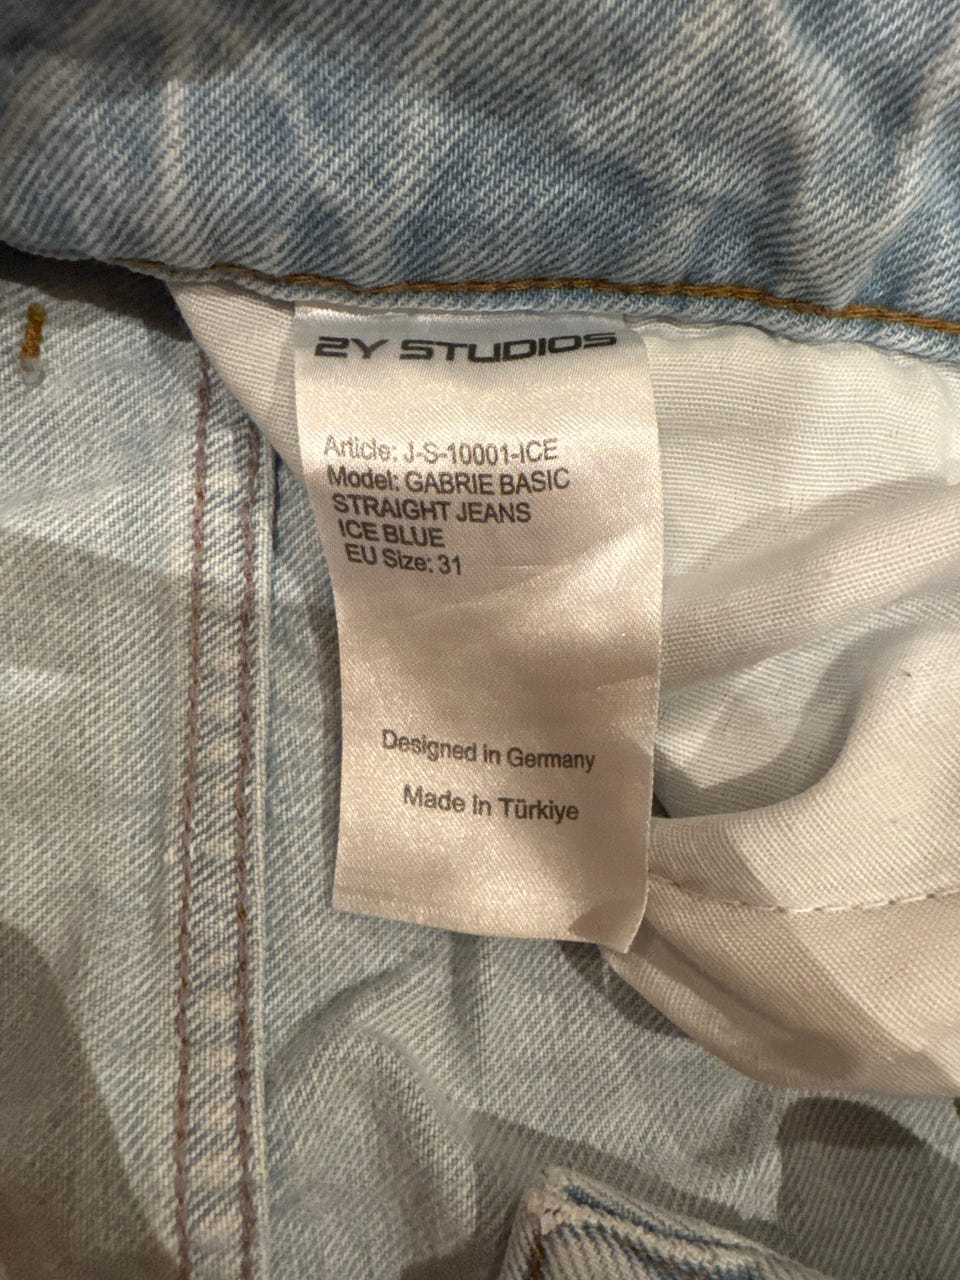 2Y STUDIOS
Article: J-S-10001-ICE
Model: GABRIE BASIC
STRAIGHT JEANS
ICE BLUE
EU Size: 31
Designed in Germany
Made in Türkiye